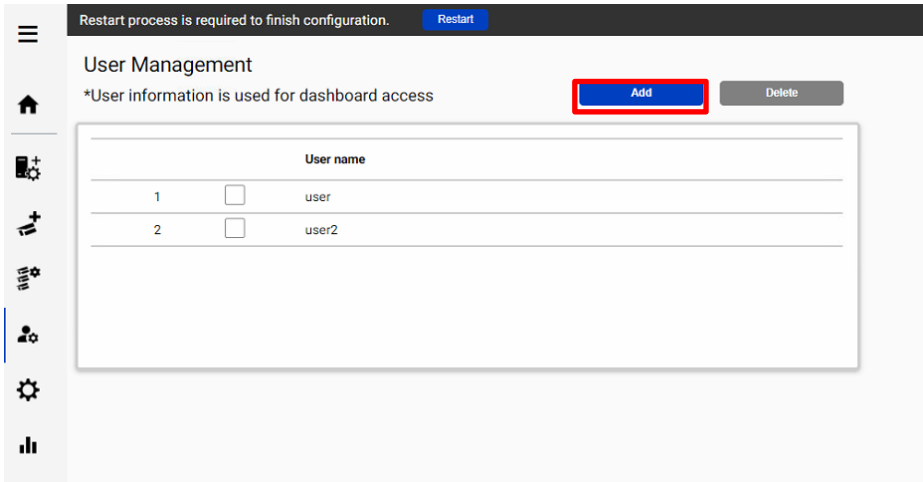 Restart process is required to finish configuration. Restart
User Management
*User information is used for dashboard access
Add Delete
User name
1 user
2 user2